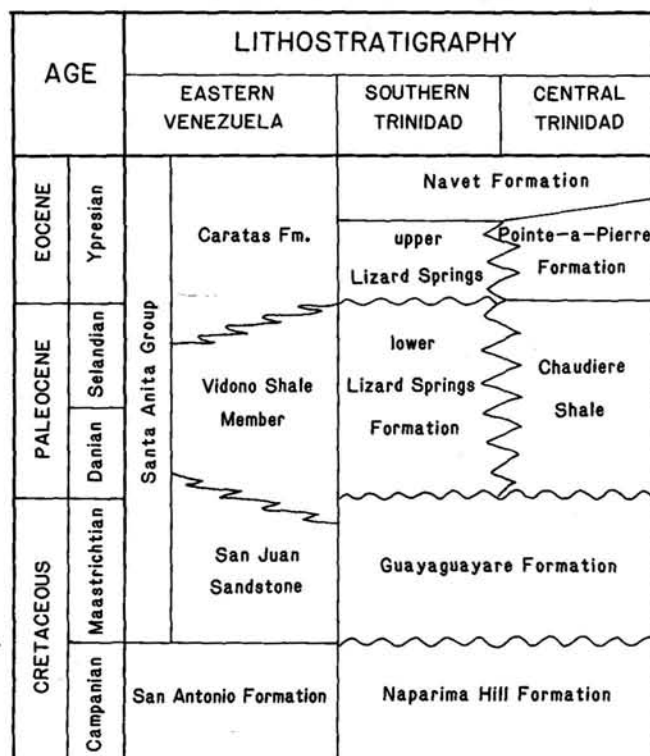 AGE
LITHOSTRATIGRAPHY
EASTERN
VENEZUELA
SOUTHERN
TRINIDAD
CENTRAL
TRINIDAD
EOCENE
Ypresian
PALEOCENE
Selandian
Danian
CRETACEOUS
Maastrichtian
Campanian
Santa Anita Group
Caratas Fm.
Vidono Shale
Member
San Juan
Sandstone
San Antonio Formation
Navet Formation
upper
Lizard Springs
Pointe-a-Pierre
Formation
lower
Lizard Springs
Formation
Chaudiere
Shale
Guayaguayare Formation
Naparima Hill Formation